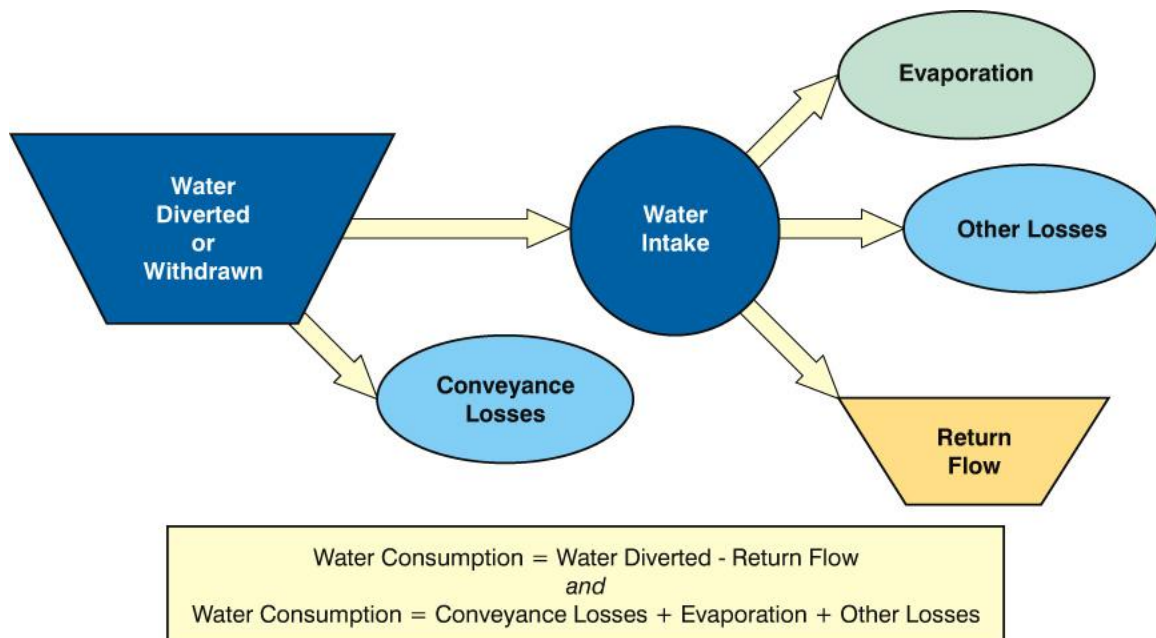 Evaporation
Water
Diverted
or
Withdrawn
Water
Intake
Other Losses
Conveyance
Losses
Return
Flow
Water Consumption = Water Diverted - Return Flow
and
Water Consumption = Conveyance Losses + Evaporation + Other Losses